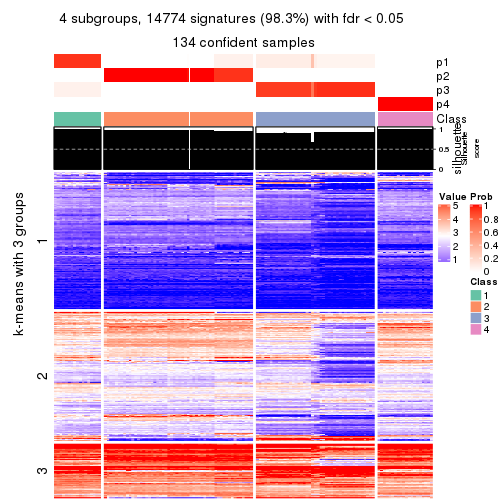 4 subgroups, 14774 signatures (98.3%) with fdr < 0.05
134 confident samples
p1
p2
p3
p4
Class
1
0.5
0
silhouette
Silhouette
score
k-means with 3 groups
1
2
3
Value
5
4
3
2
1
Prob
1
0.8
0.6
0.4
0.2
0
Class
1
2
3
4